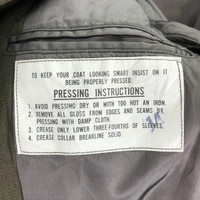 TO KEEP YOUR COAT LOOKING SMART INSIST ON IT
BEING PROPERLY PRESSED.
PRESSING INSTRUCTIONS
1. AVOID PRESSING DRY OR WITH TOO HOT AN IRON.
2. REMOVE ALL GLOSS FROM EDGES AND SEAMS BY
PRESSING WITH DAMP CLOTH.
3. CREASE ONLY LOWER THREE-FOURTHS OF SLEEVES.
4. CREASE COLLAR BREAKLINE SOLID.